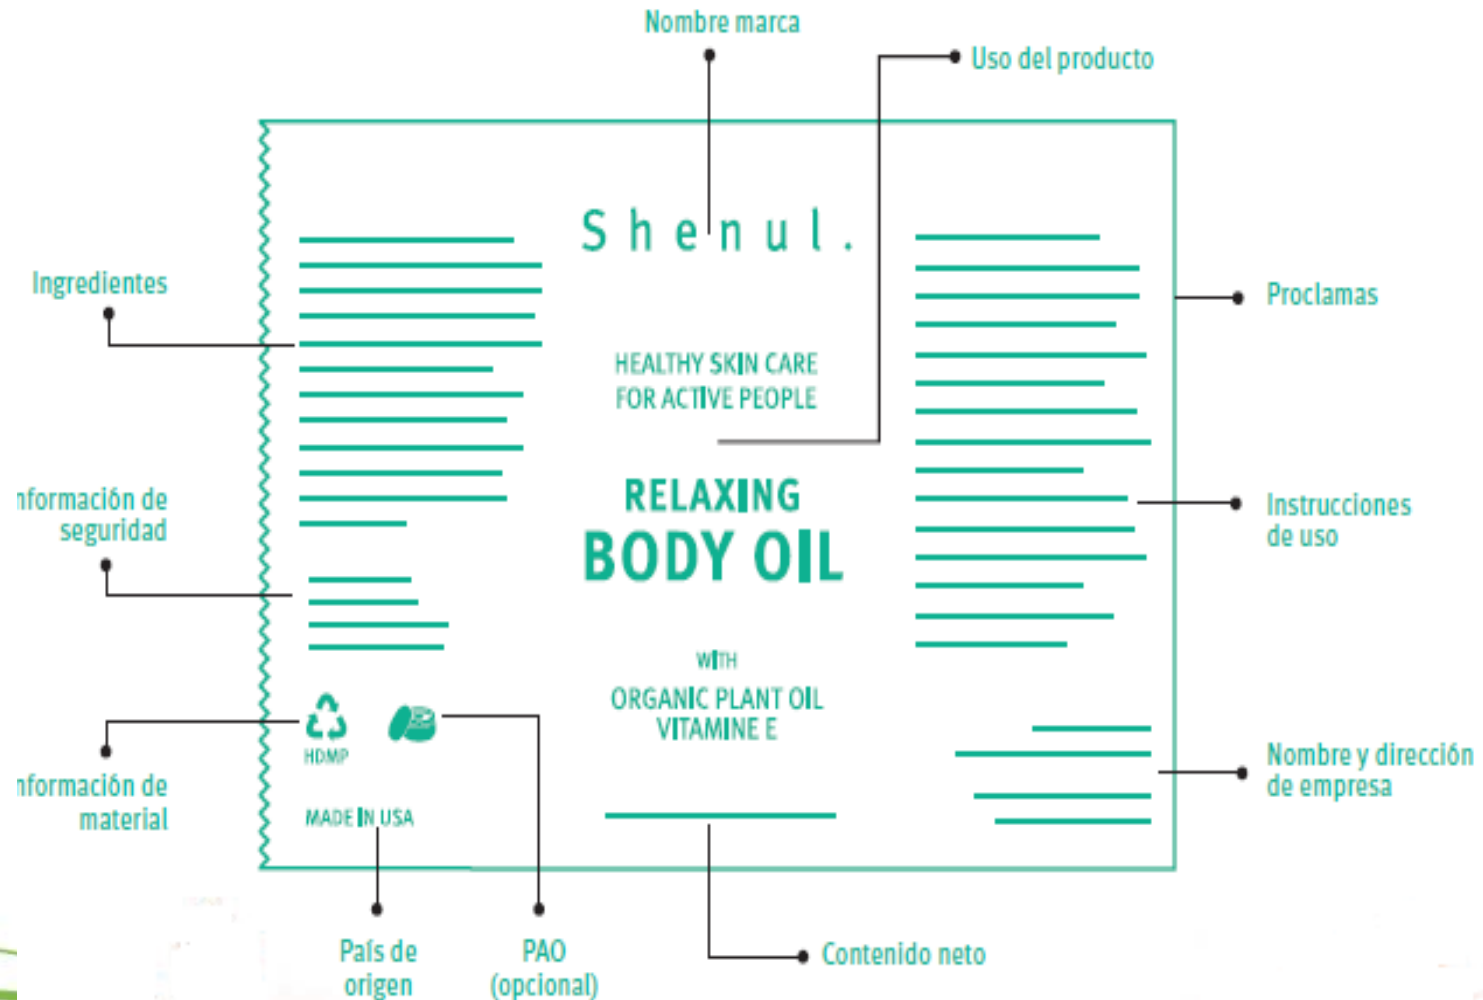 Nombre marca
Uso del producto
Shenul.
Ingredientes
Proclamas
HEALTHY SKIN CARE
FOR ACTIVE PEOPLE
RELAXING
BODY OIL
nformación de
seguridad
Instrucciones
de uso
WITH
ORGANIC PLANT OIL
VITAMINE E
HDMP
nformación de
material
MADE IN USA
Nombre y dirección
de empresa
País de
origen
PAO
(opcional)
Contenido neto